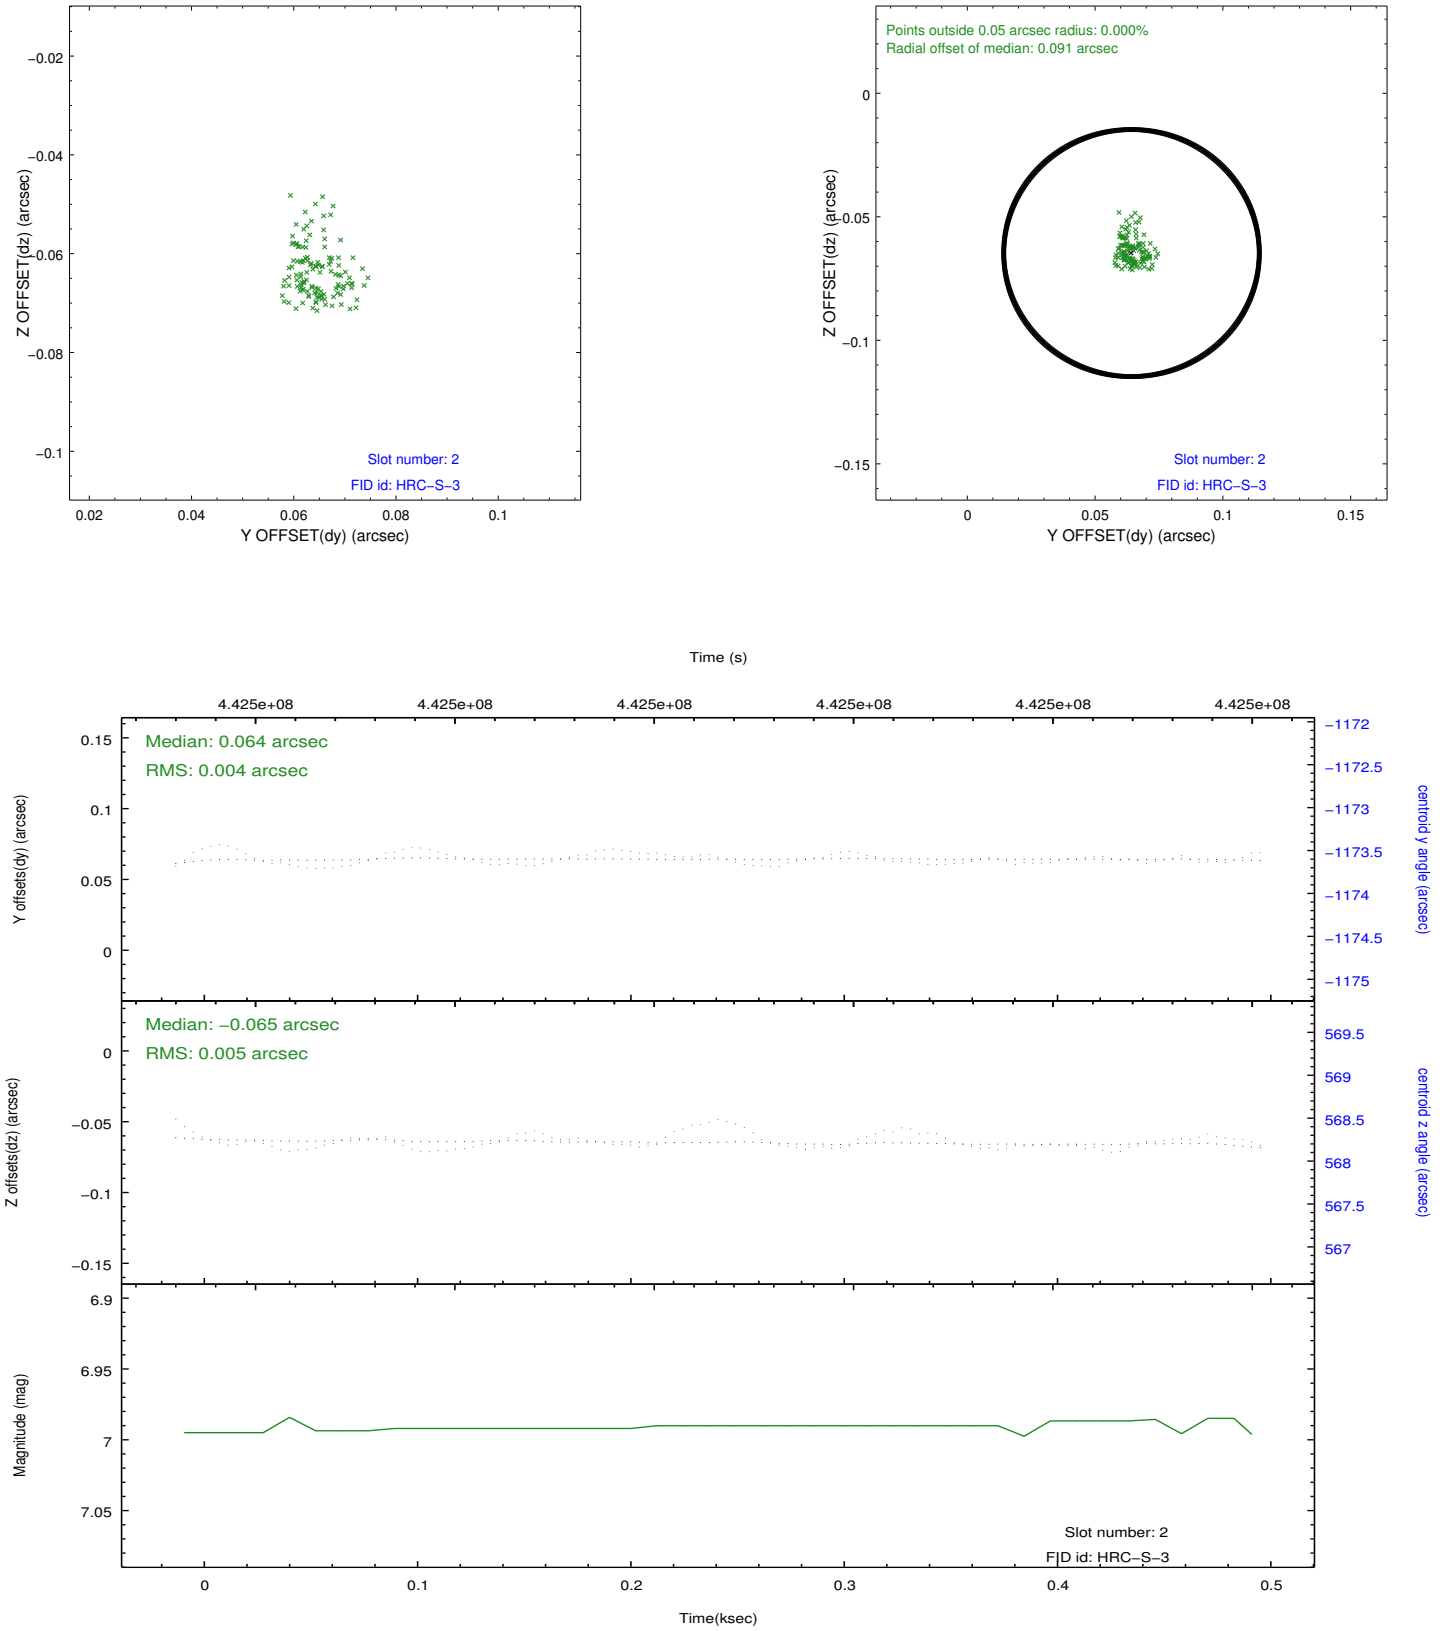 −0.02
−0.04
−0.06
−0.08
−0.1
Z OFFSET(dz) (arcsec)
Slot number: 2
FID id: HRC−S−3
0.02
0.04
0.06
0.08
0.1
Y OFFSET(dy) (arcsec)
Points outside 0.05 arcsec radius: 0.000%
Radial offset of median: 0.091 arcsec
0
−0.05
−0.1
−0.15
Z OFFSET(dz) (arcsec)
Slot number: 2
FID id: HRC−S−3
0
0.05
0.1
0.15
Y OFFSET(dy) (arcsec)
Time (s)
4.425e+08
4.425e+08
4.425e+08
4.425e+08
4.425e+08
4.425e+08
Median: 0.064 arcsec
RMS: 0.004 arcsec
0.15
0.1
0.05
0
Y offsets(dy) (arcsec)
−1172
−1172.5
−1173
−1173.5
−1174
−1174.5
−1175
centroid y angle (arcsec)
Median: −0.065 arcsec
RMS: 0.005 arcsec
0
−0.05
−0.1
−0.15
Z offsets(dz) (arcsec)
569.5
569
568.5
568
567.5
567
centroid z angle (arcsec)
6.9
6.95
7
7.05
Magnitude (mag)
Slot number: 2
FID id: HRC−S−3
0
0.1
0.2
0.3
0.4
0.5
Time(ksec)